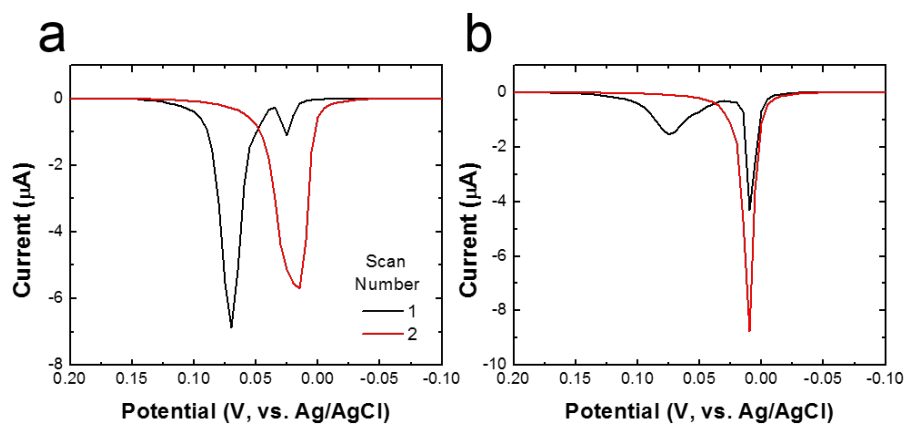 a
0
-2
-4
-6
-8
Current (µA)
Scan
Number
1
2
0.20 0.15 0.10 0.05 0.00 -0.05 -0.10
Potential (V, vs. Ag/AgCl)
b
0
-2
-4
-6
-8
-10
Current (µA)
0.20 0.15 0.10 0.05 0.00 -0.05 -0.10
Potential (V, vs. Ag/AgCl)